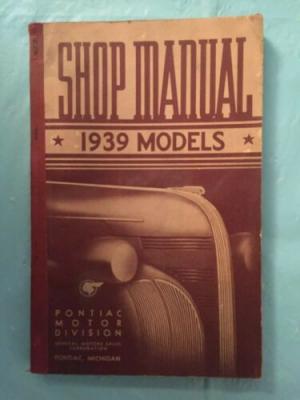 SHOP MANUAL
★ 1939 MODELS ★
PONTIAC
MOTOR
DIVISION
GENERAL MOTORS SALES
CORPORATION
PONTIAC, MICHIGAN